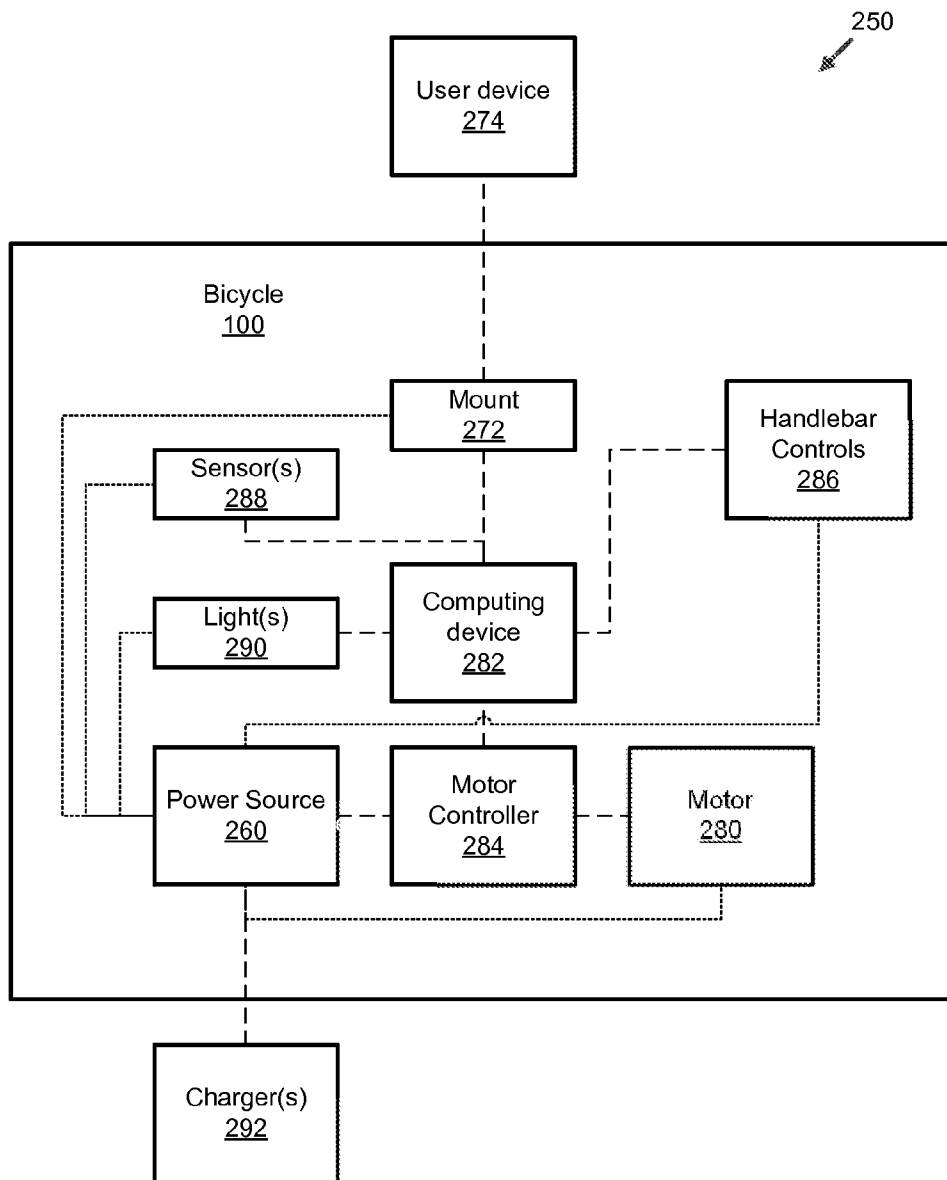 250
User device
274
Bicycle
100
Mount
272
Handlebar
Controls
286
Sensor(s)
288
Light(s)
290
Computing
device
282
Power Source
260
Motor
Controller
284
Motor
280
Charger(s)
292